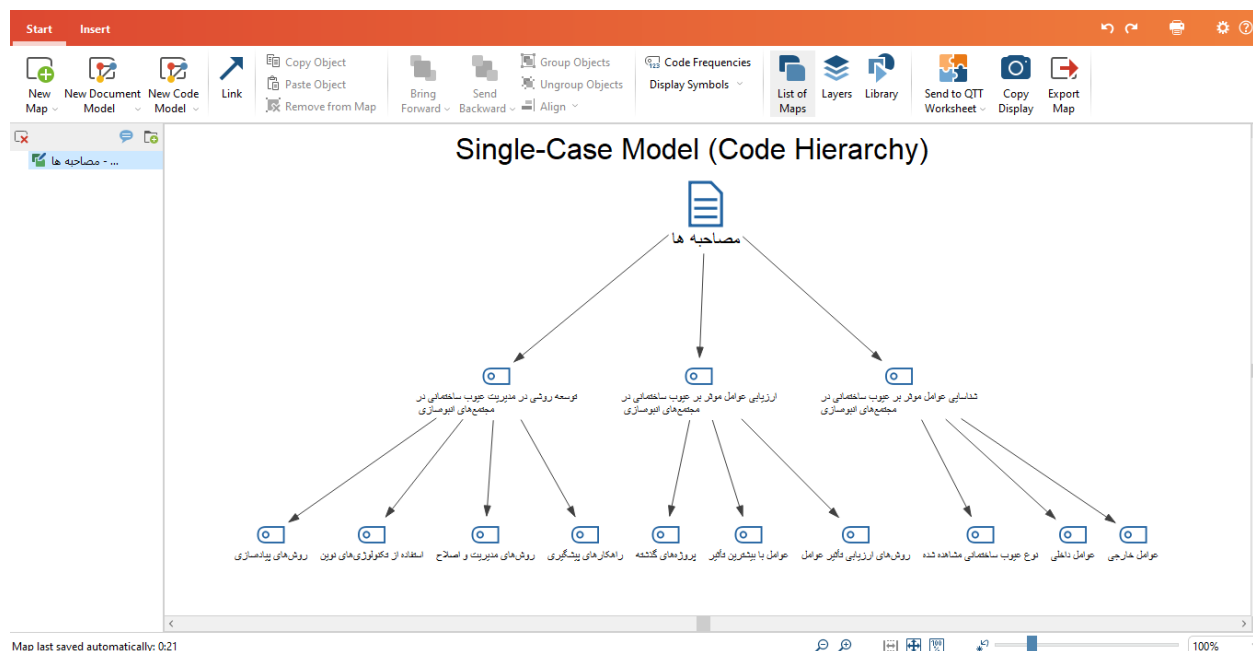 Start
Insert
New Map
New Document Model
New Code Model
Link
Copy Object
Paste Object
Remove from Map
Bring Forward
Send Backward
Group Objects
Ungroup Objects
Align
Code Frequencies
Display Symbols
List of Maps
Layers
Library
Send to QTT Worksheet
Copy Display
Export Map
... - مصاحبه ها
Single-Case Model (Code Hierarchy)
مصاحبه ها
شناسایی عوامل موثر بر عیوب ساختمانی در
مجتمع‌های انبوه‌سازی
ارزیابی عوامل موثر بر عیوب ساختمانی در
مجتمع‌های انبوه‌سازی
توسعه روشی در مدیریت عیوب ساختمانی در
مجتمع‌های انبوه‌سازی
عوامل خارجی
عوامل داخلی
نوع عیوب ساختمانی مشاهده شده
روش‌های ارزیابی تأثیر عوامل
عوامل با بیشترین تأثیر
پروژه‌های گذشته
راهکارهای پیشگیری
روش‌های مدیریت و اصلاح
استفاده از تکنولوژی‌های نوین
روش‌های پیاده‌سازی
Map last saved automatically: 0:21
100%